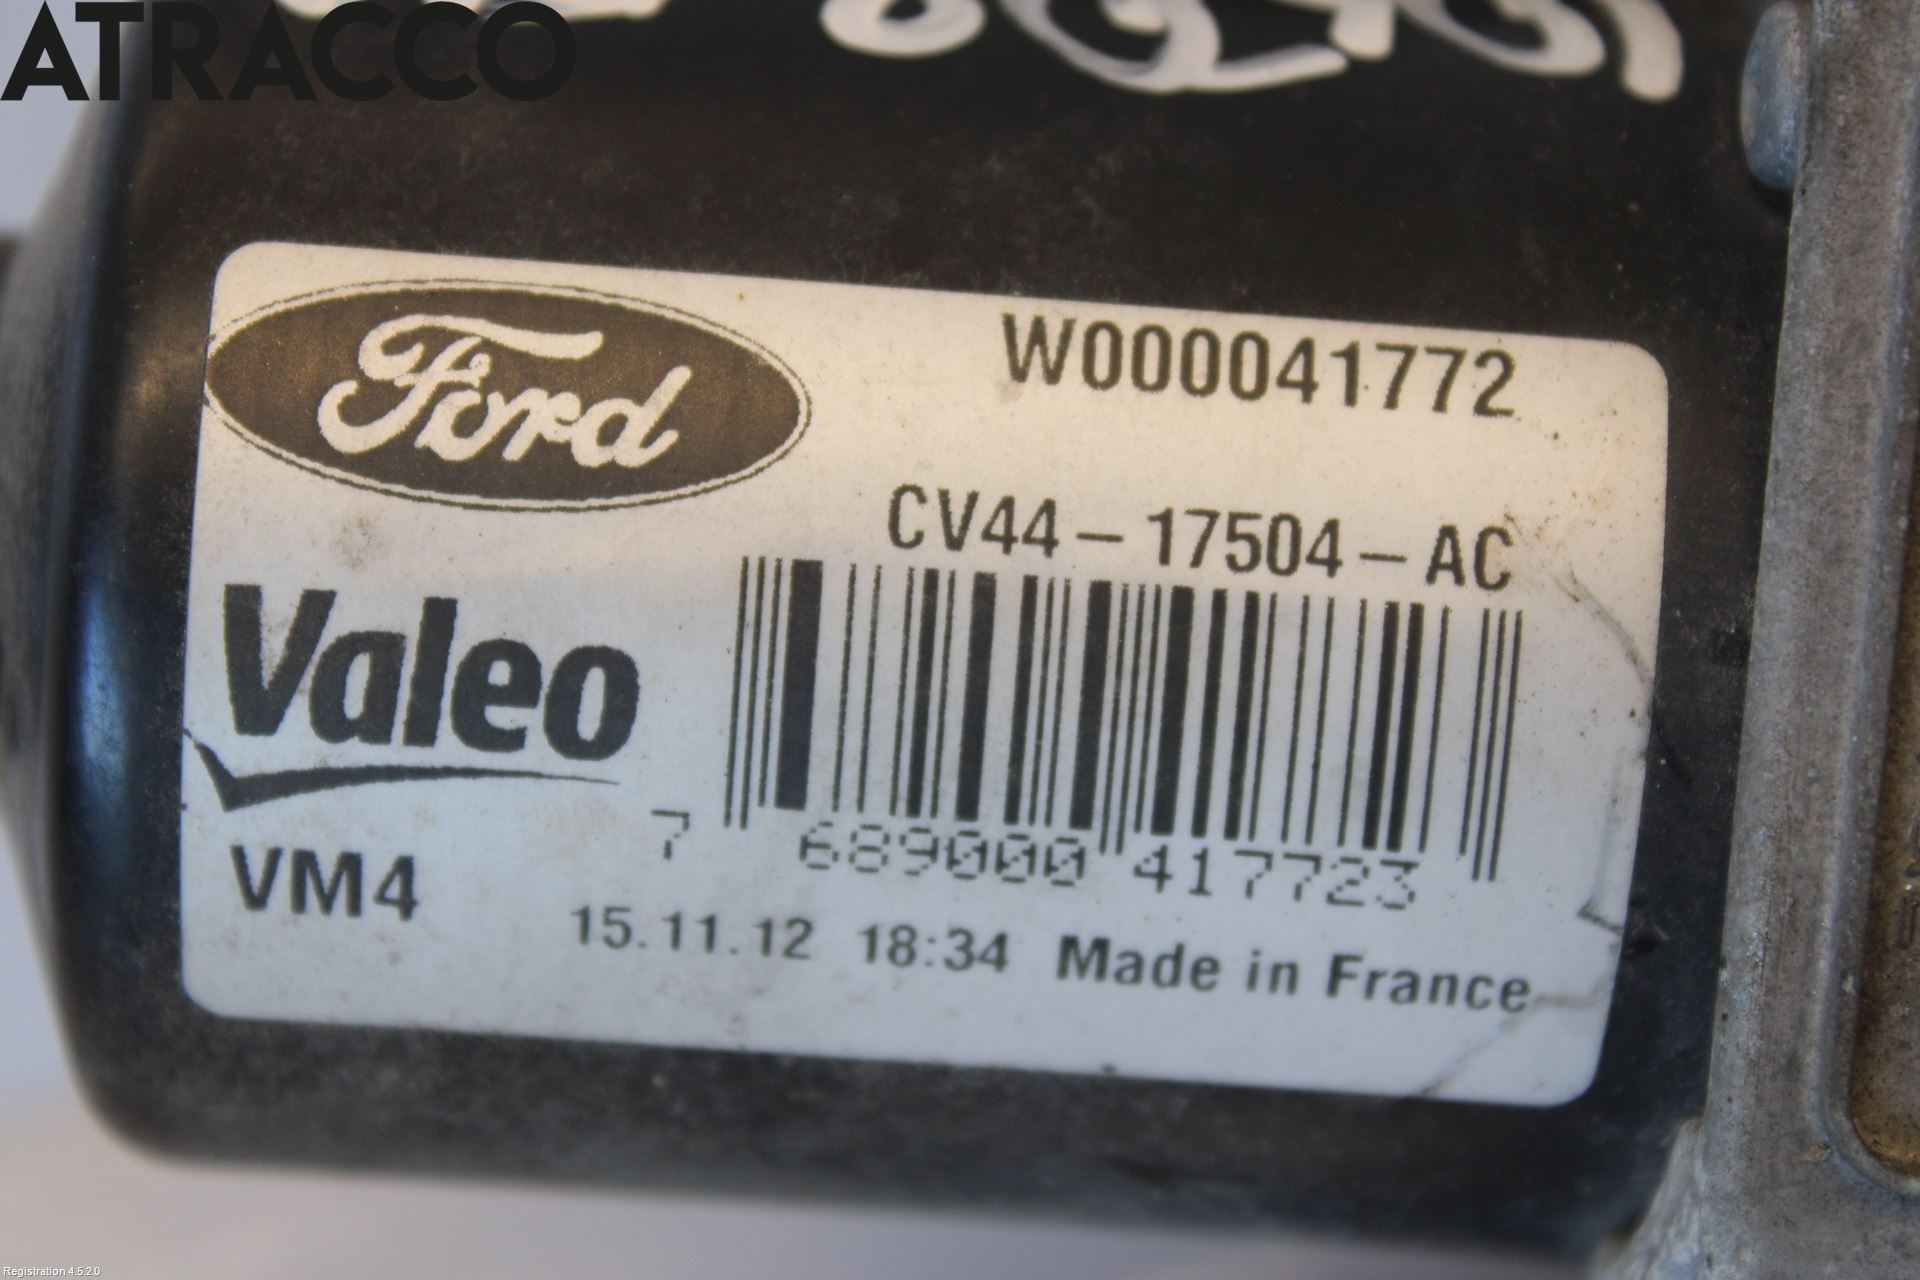 ATRACCO
Ford
W000041772
CV44-17504-AC
Valeo
7 689000 417723
VM4
15.11.12 18:34 Made in France
Registration 4.5.2.0